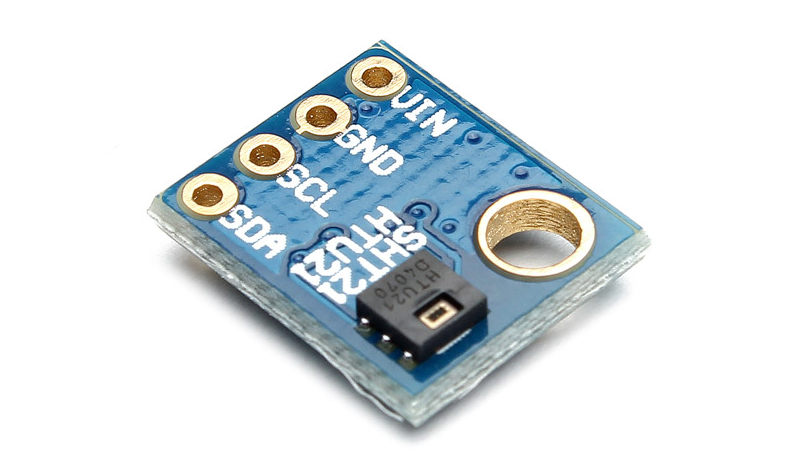 VIN
GND
SCL
SDA
SHT21
HTU21
HTU21
D4070